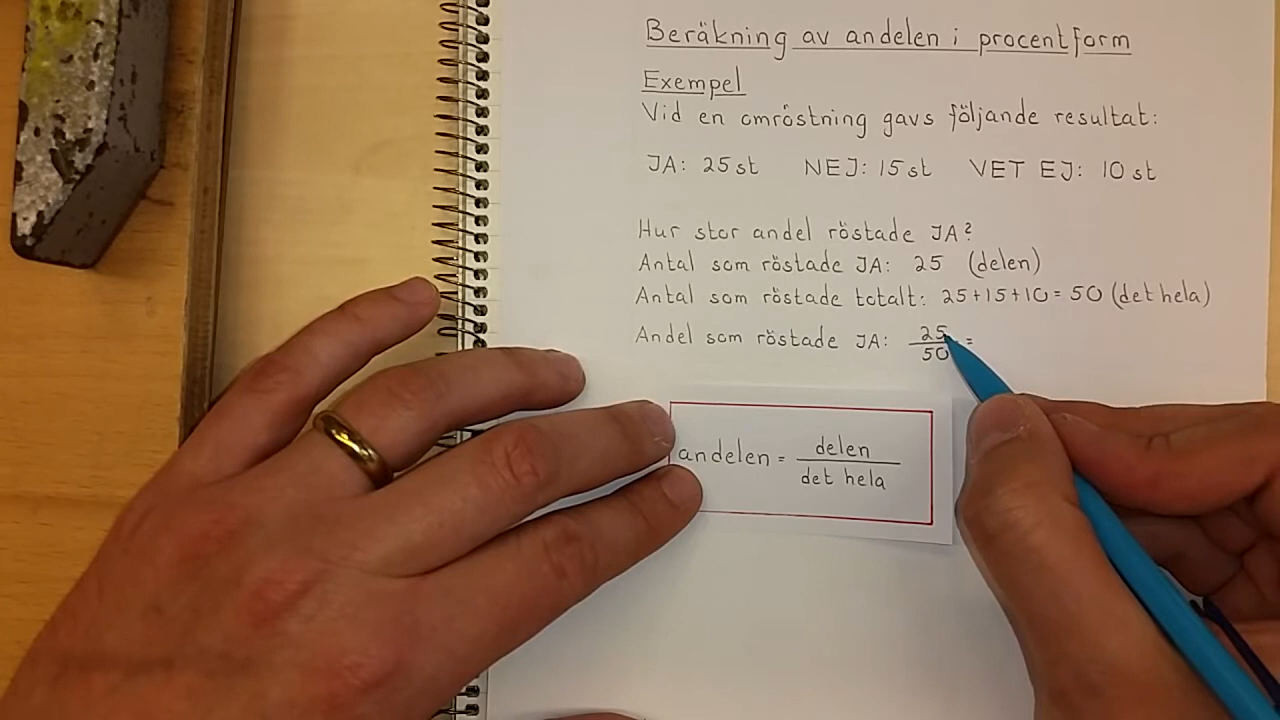 Beräkning av andelen i procentform
Exempel
Vid en omröstning gavs följande resultat:
JA: 25 st NEJ: 15 st VET EJ: 10 st
Hur stor andel röstade JA?
Antal som röstade JA: 25 (delen)
Antal som röstade totalt: 25+15+10=50 (det hela)
Andel som röstade JA: 25/50 =
andelen = delen/det hela